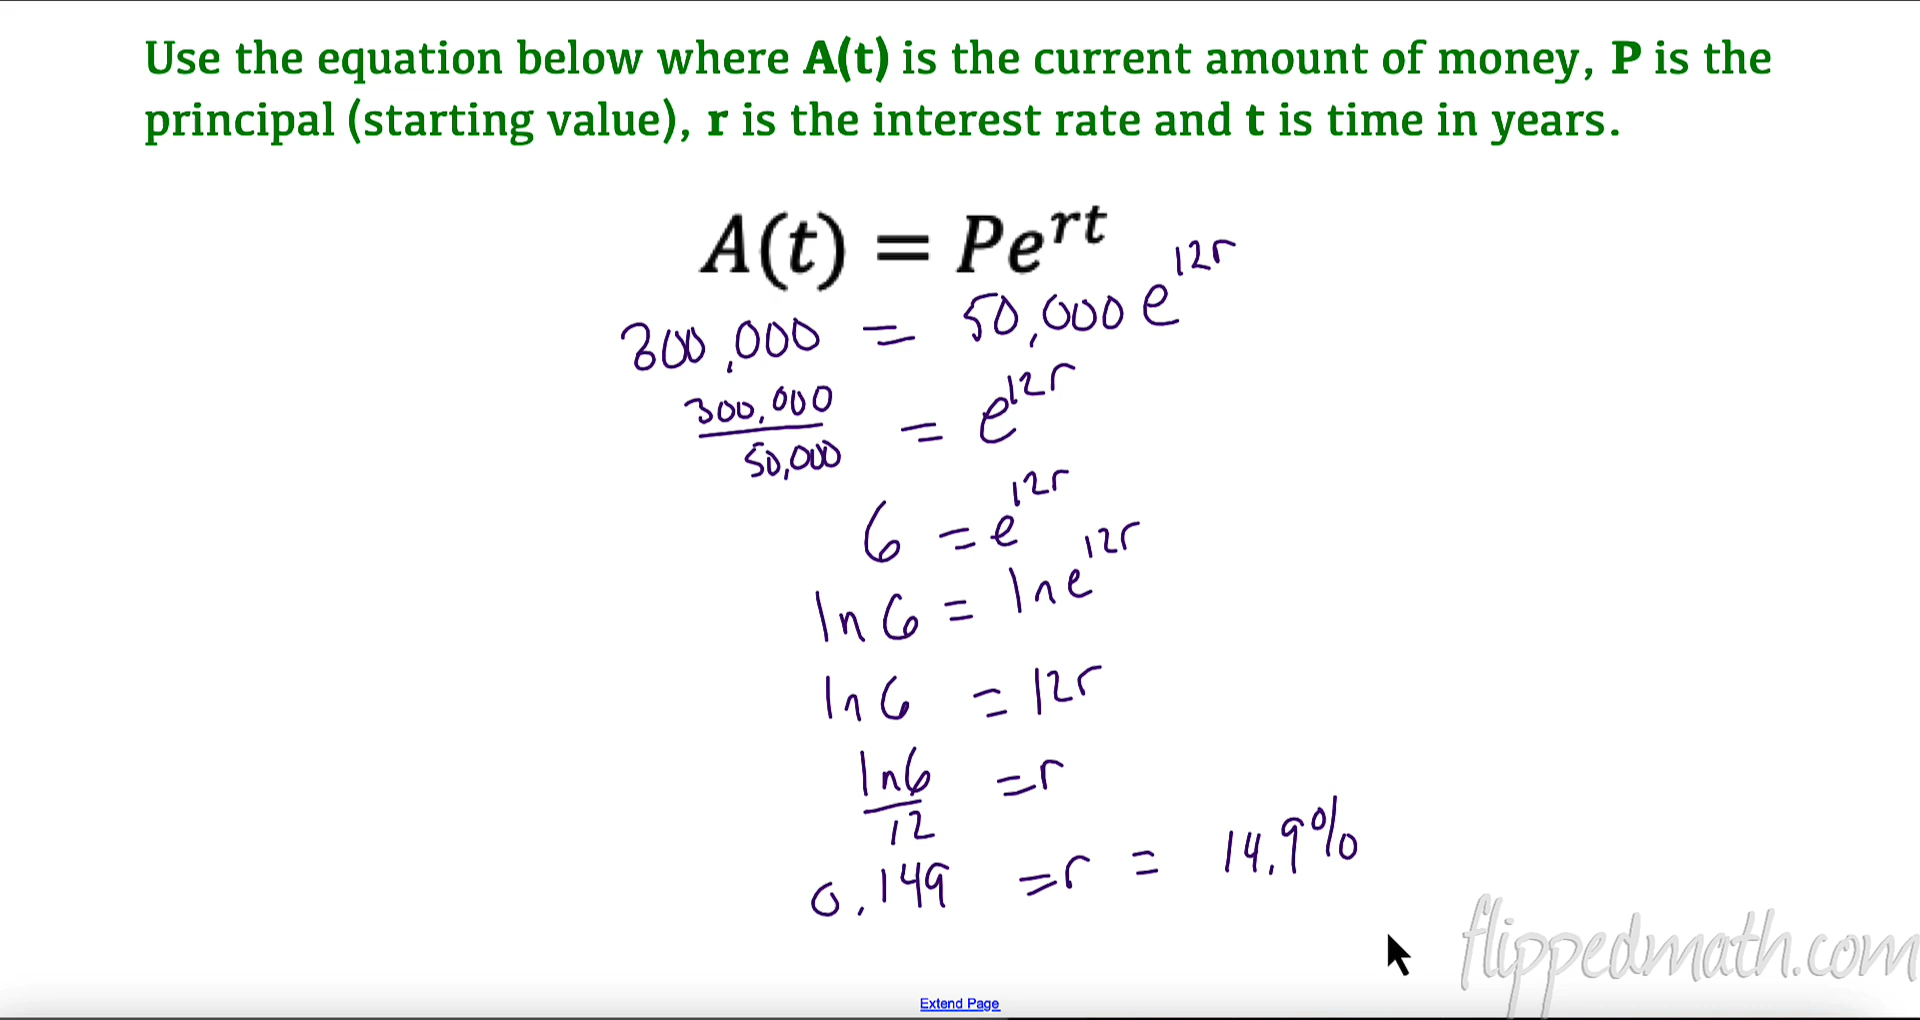 Use the equation below where A(t) is the current amount of money, P is the
principal (starting value), r is the interest rate and t is time in years.
A(t) = Pe^{rt}
300,000 = 50,000 e^{12r}
300,000/50,000 = e^{12r}
6 = e^{12r}
ln 6 = ln e^{12r}
ln 6 = 12r
ln 6/12 = r
0.149 = r = 14.9%
flippedmath.com
Extend Page